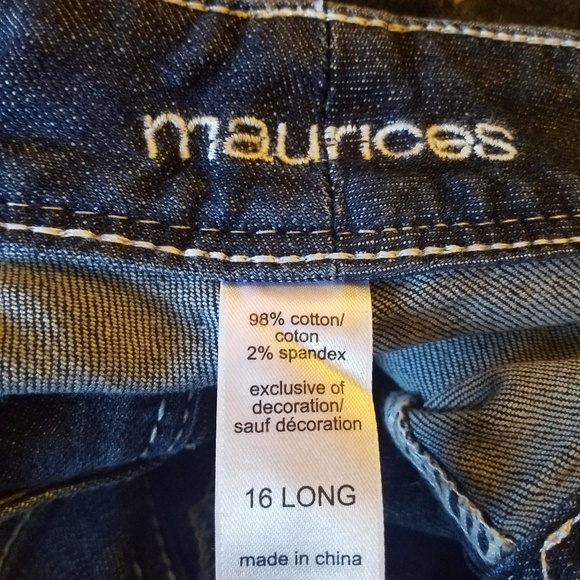 maurices
98% cotton/
coton
2% spandex
exclusive of
decoration/
sauf décoration
16 LONG
made in china